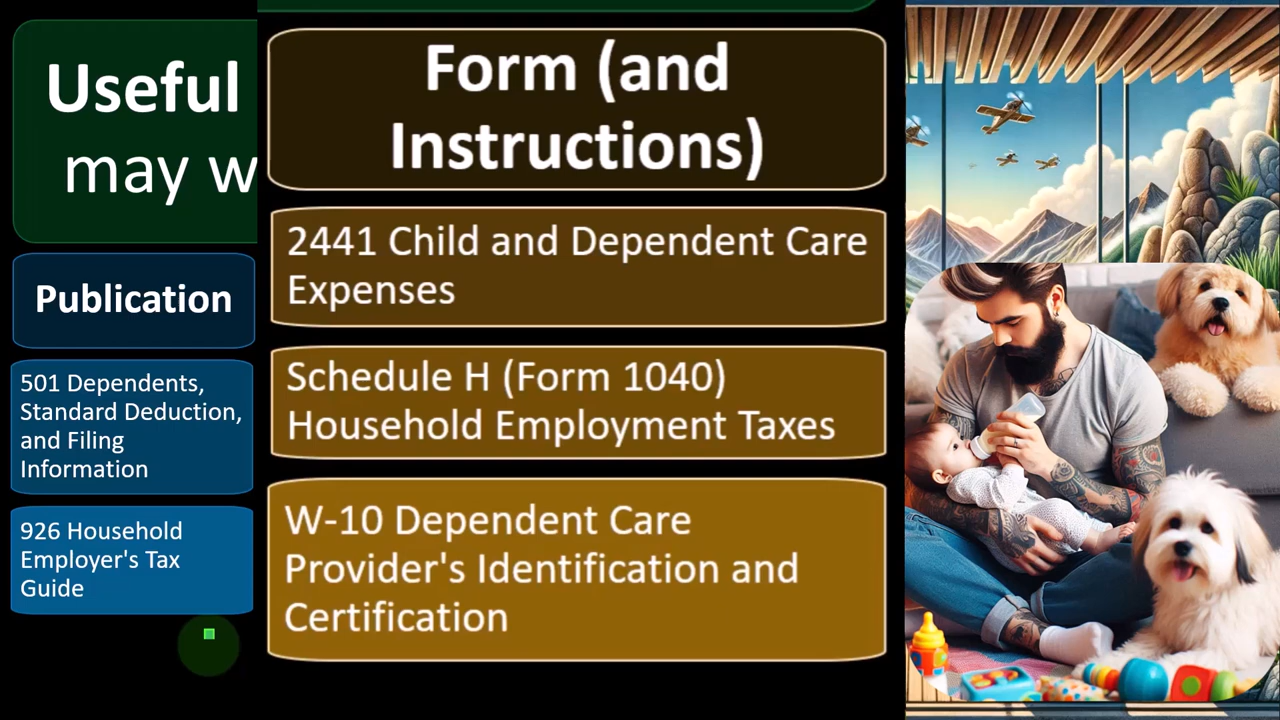 Useful
may w
Publication
501 Dependents,
Standard Deduction,
and Filing
Information
926 Household
Employer's Tax
Guide
Form (and
Instructions)
2441 Child and Dependent Care
Expenses
Schedule H (Form 1040)
Household Employment Taxes
W-10 Dependent Care
Provider's Identification and
Certification